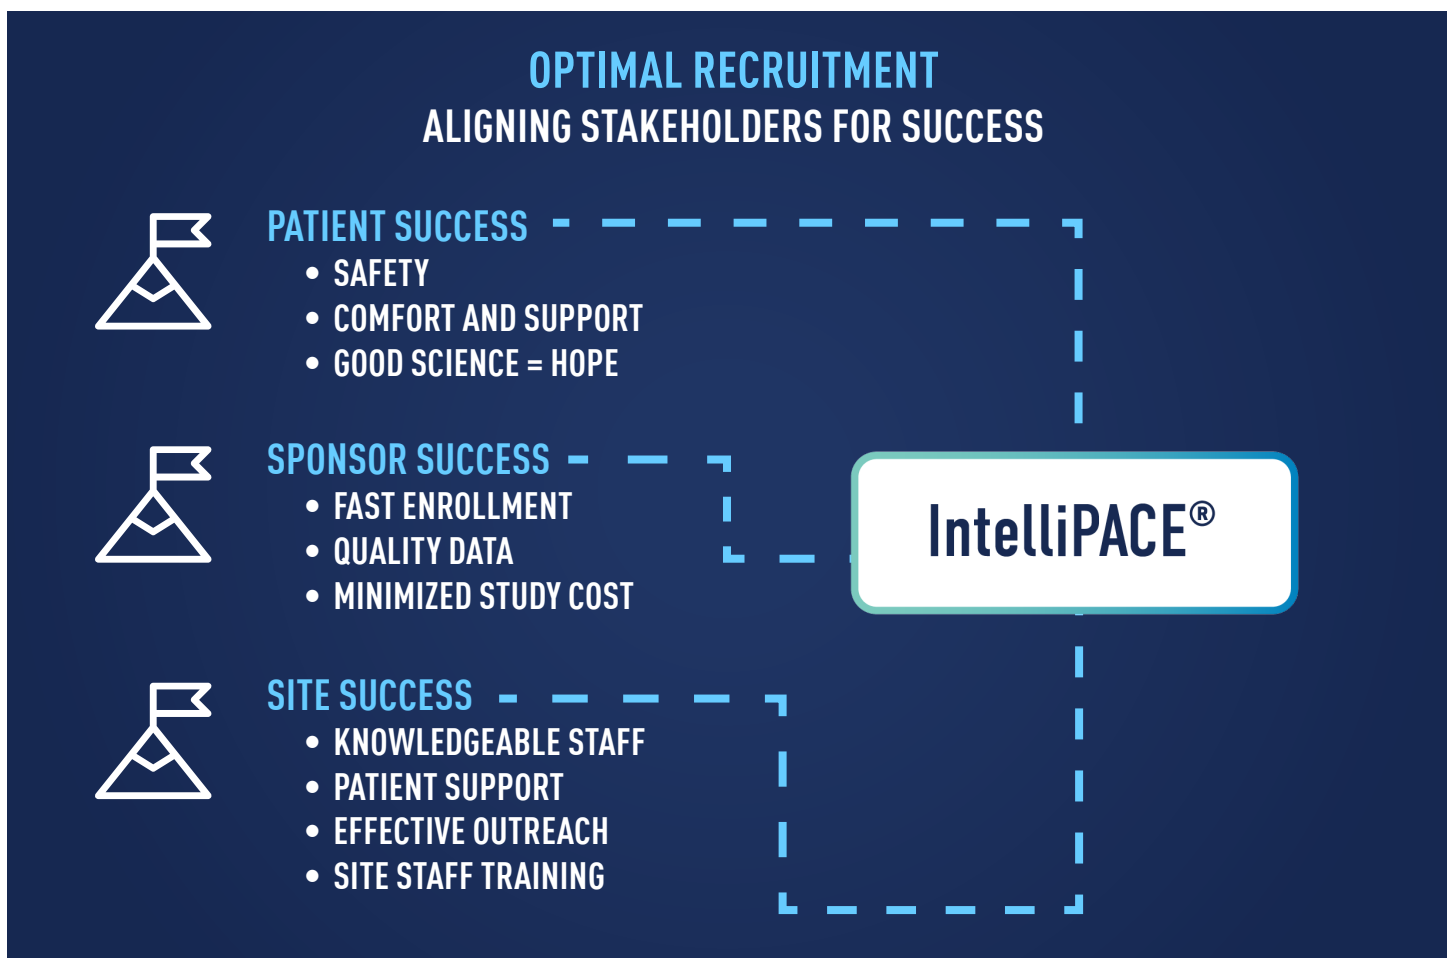 OPTIMAL RECRUITMENT
ALIGNING STAKEHOLDERS FOR SUCCESS
PATIENT SUCCESS
• SAFETY
• COMFORT AND SUPPORT
• GOOD SCIENCE = HOPE
SPONSOR SUCCESS
• FAST ENROLLMENT
• QUALITY DATA
• MINIMIZED STUDY COST
IntelliPACE®
SITE SUCCESS
• KNOWLEDGEABLE STAFF
• PATIENT SUPPORT
• EFFECTIVE OUTREACH
• SITE STAFF TRAINING